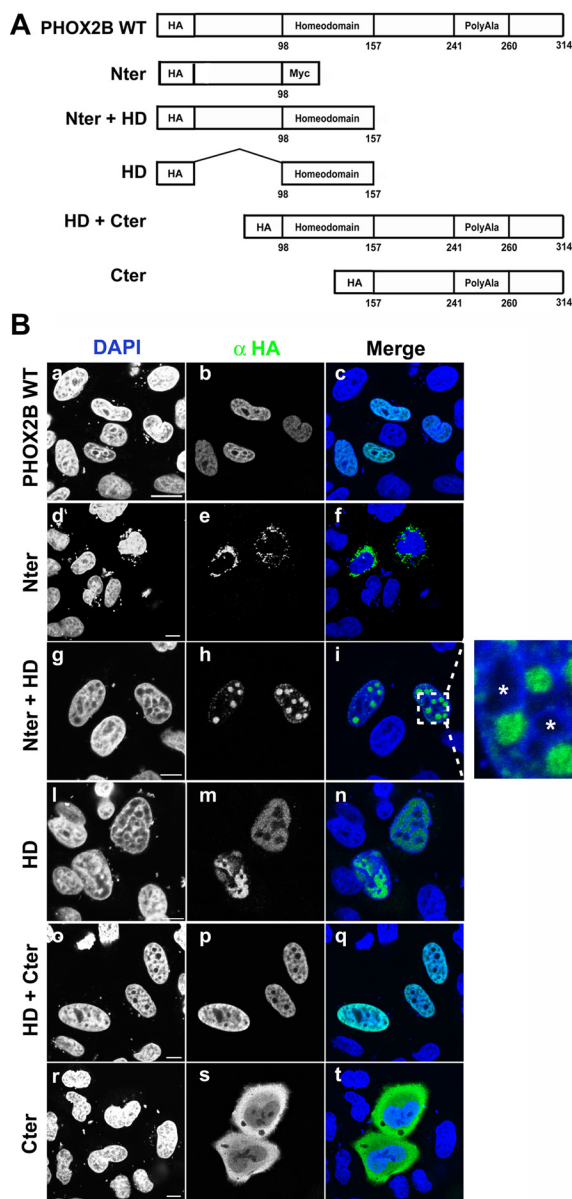 A
PHOX2B WT HA Homeodomain PolyAla
98 157 241 260 314
Nter HA Myc
98
Nter + HD HA Homeodomain
98 157
HD HA Homeodomain
98 157
HD + Cter HA Homeodomain PolyAla
98 157 241 260 314
Cter HA PolyAla
157 241 260 314
B
DAPI α HA Merge
PHOX2B WT a b c
Nter d e f
Nter + HD g h i * *
HD l m n
HD + Cter o p q
Cter r s t